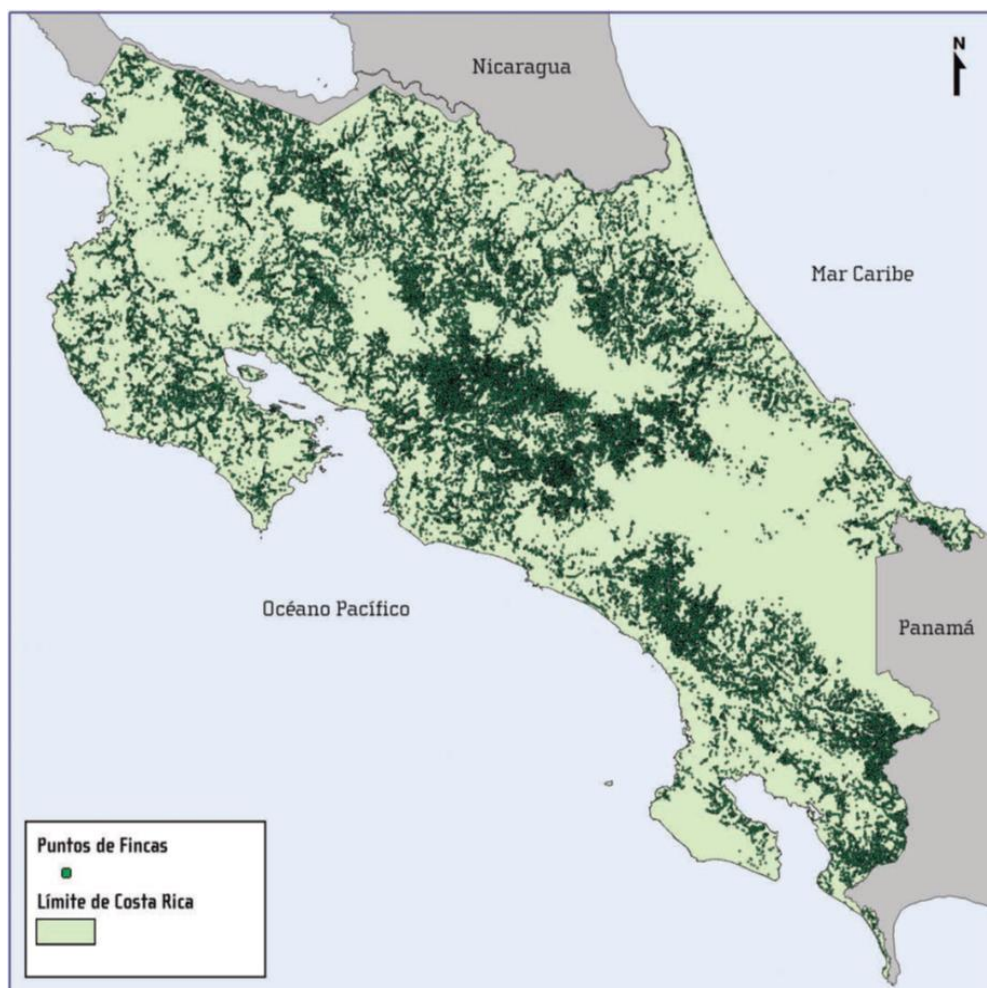 Nicaragua
N
Mar Caribe
Océano Pacífico
Panamá
Puntos de Fincas
Límite de Costa Rica